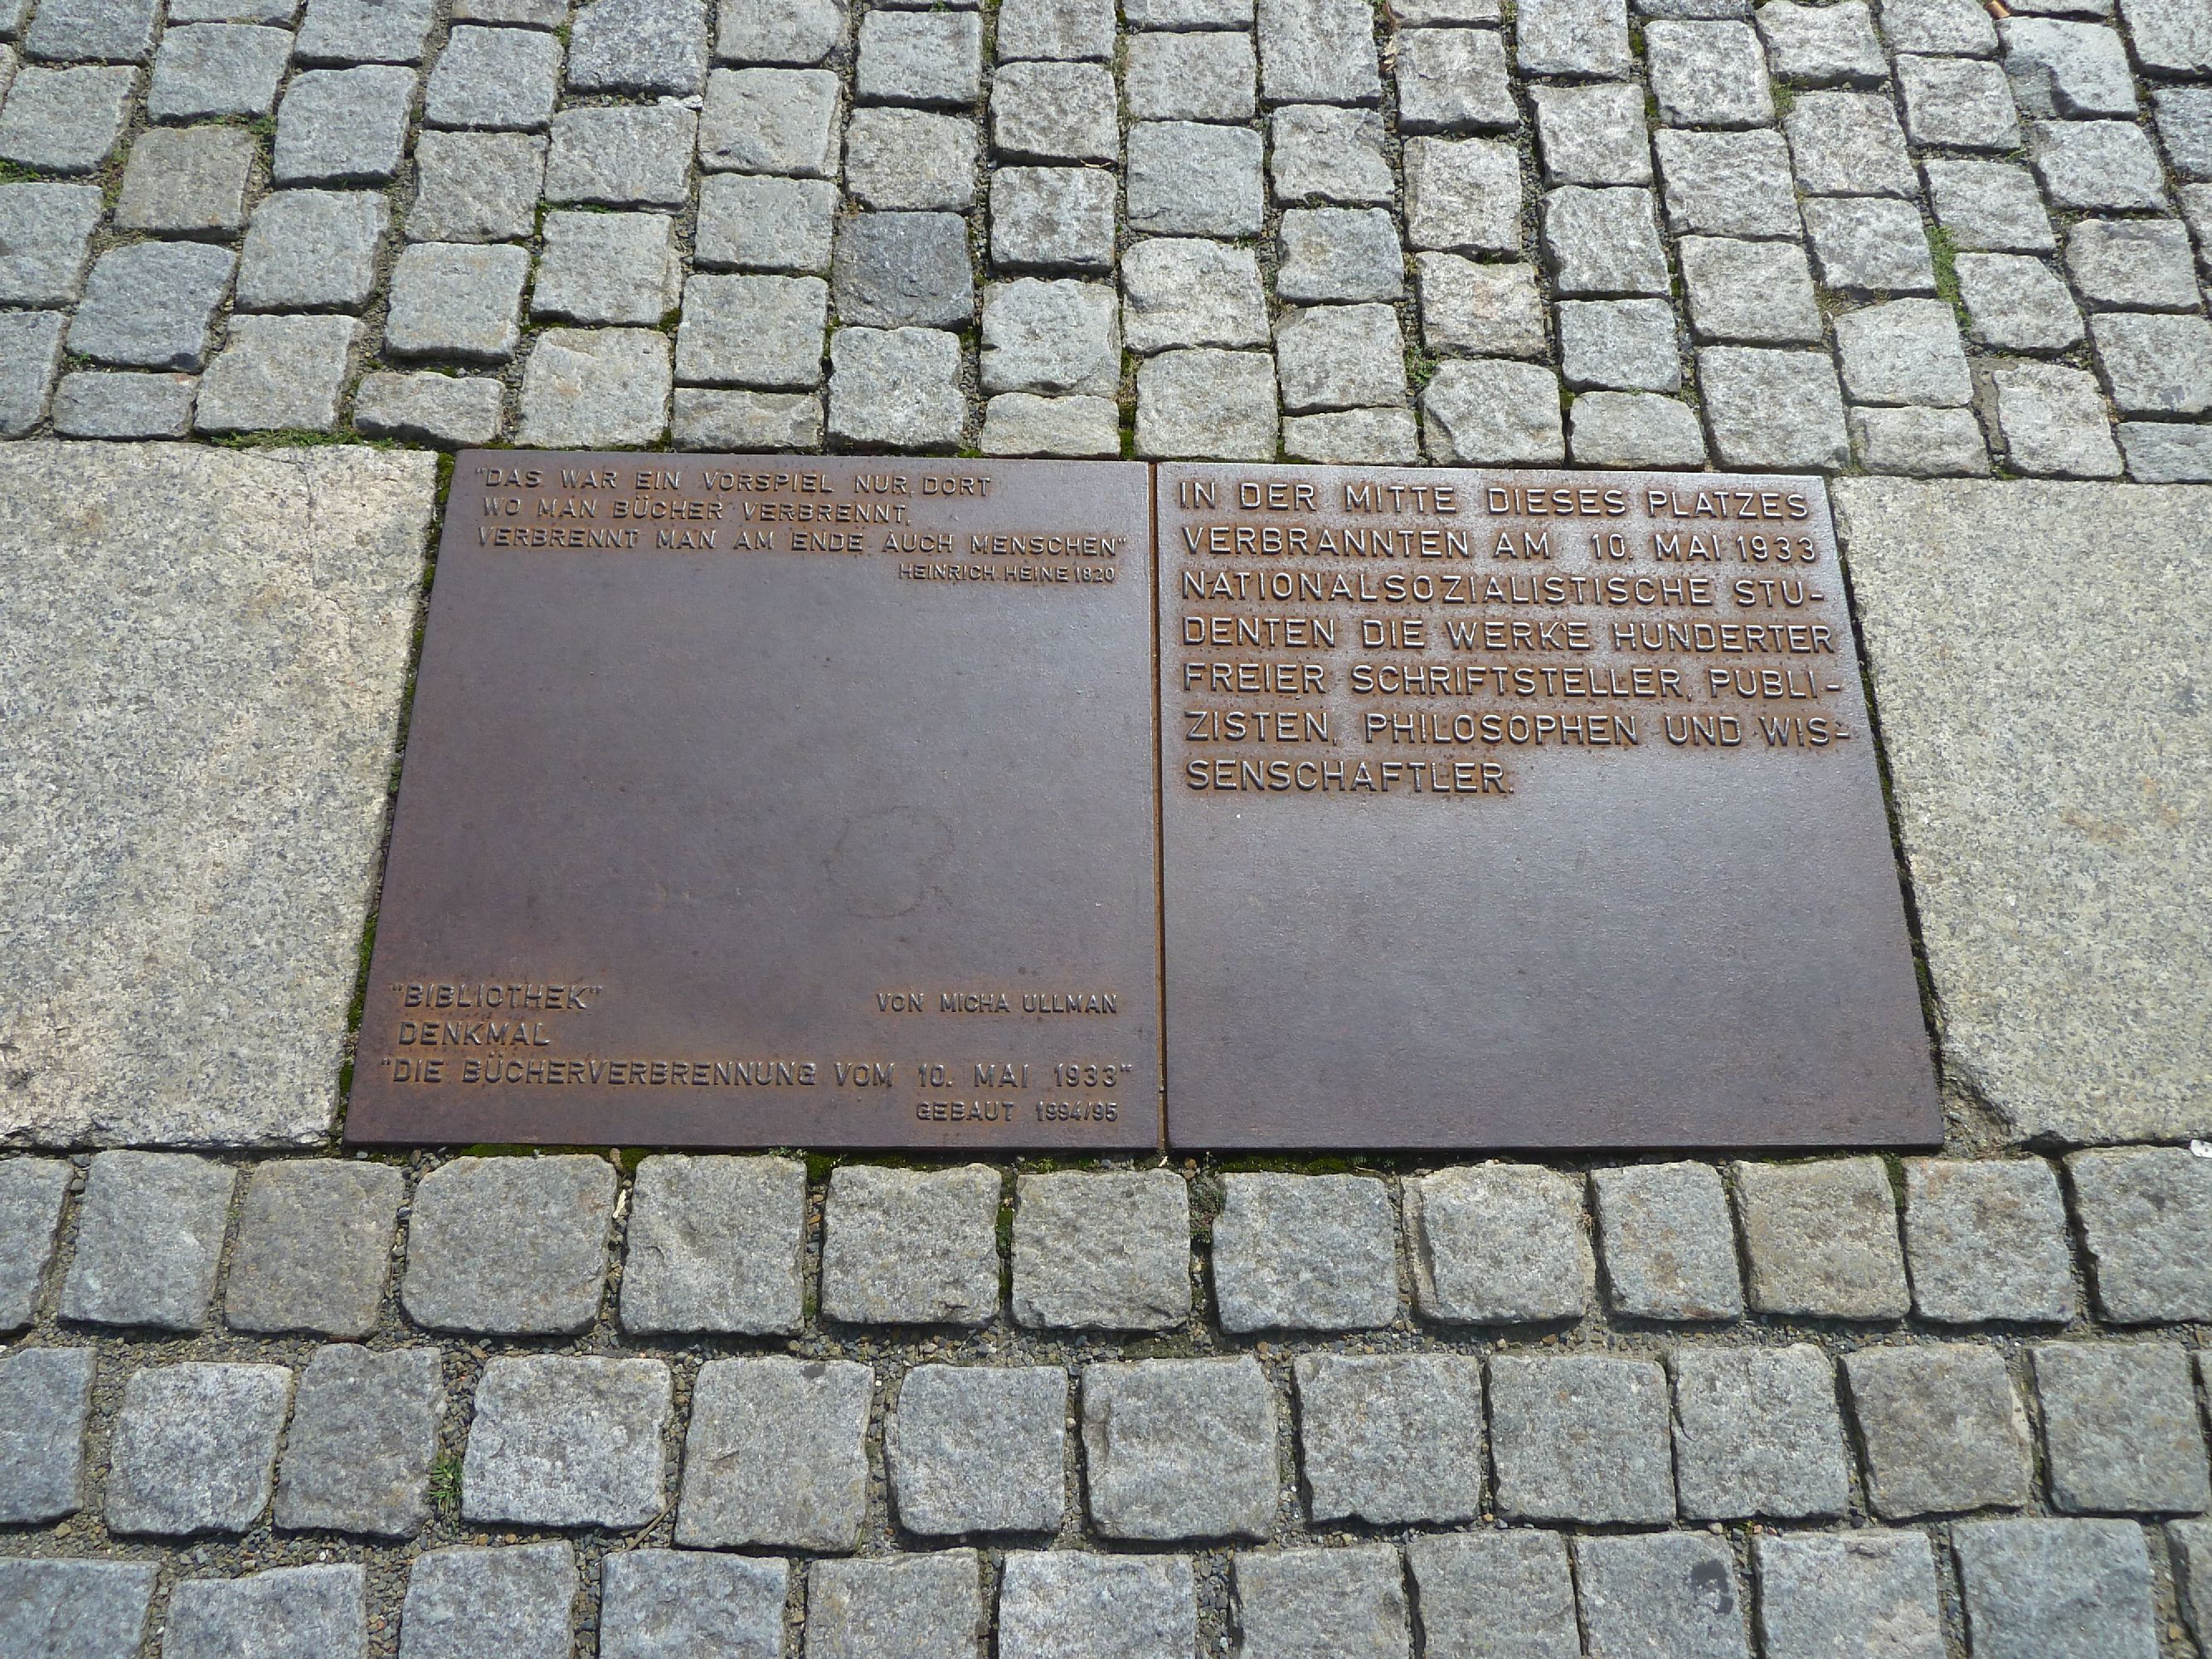 "DAS WAR EIN VORSPIEL NUR, DORT
WO MAN BÜCHER VERBRENNT,
VERBRENNT MAN AM ENDE AUCH MENSCHEN"
HEINRICH HEINE 1820
"BIBLIOTHEK" VON MICHA ULLMAN
DENKMAL
"DIE BÜCHERVERBRENNUNG VOM 10. MAI 1933"
GEBAUT 1994/95
IN DER MITTE DIESES PLATZES
VERBRANNTEN AM 10. MAI 1933
NATIONALSOZIALISTISCHE STU-
DENTEN DIE WERKE HUNDERTER
FREIER SCHRIFTSTELLER, PUBLI-
ZISTEN, PHILOSOPHEN UND WIS-
SENSCHAFTLER.